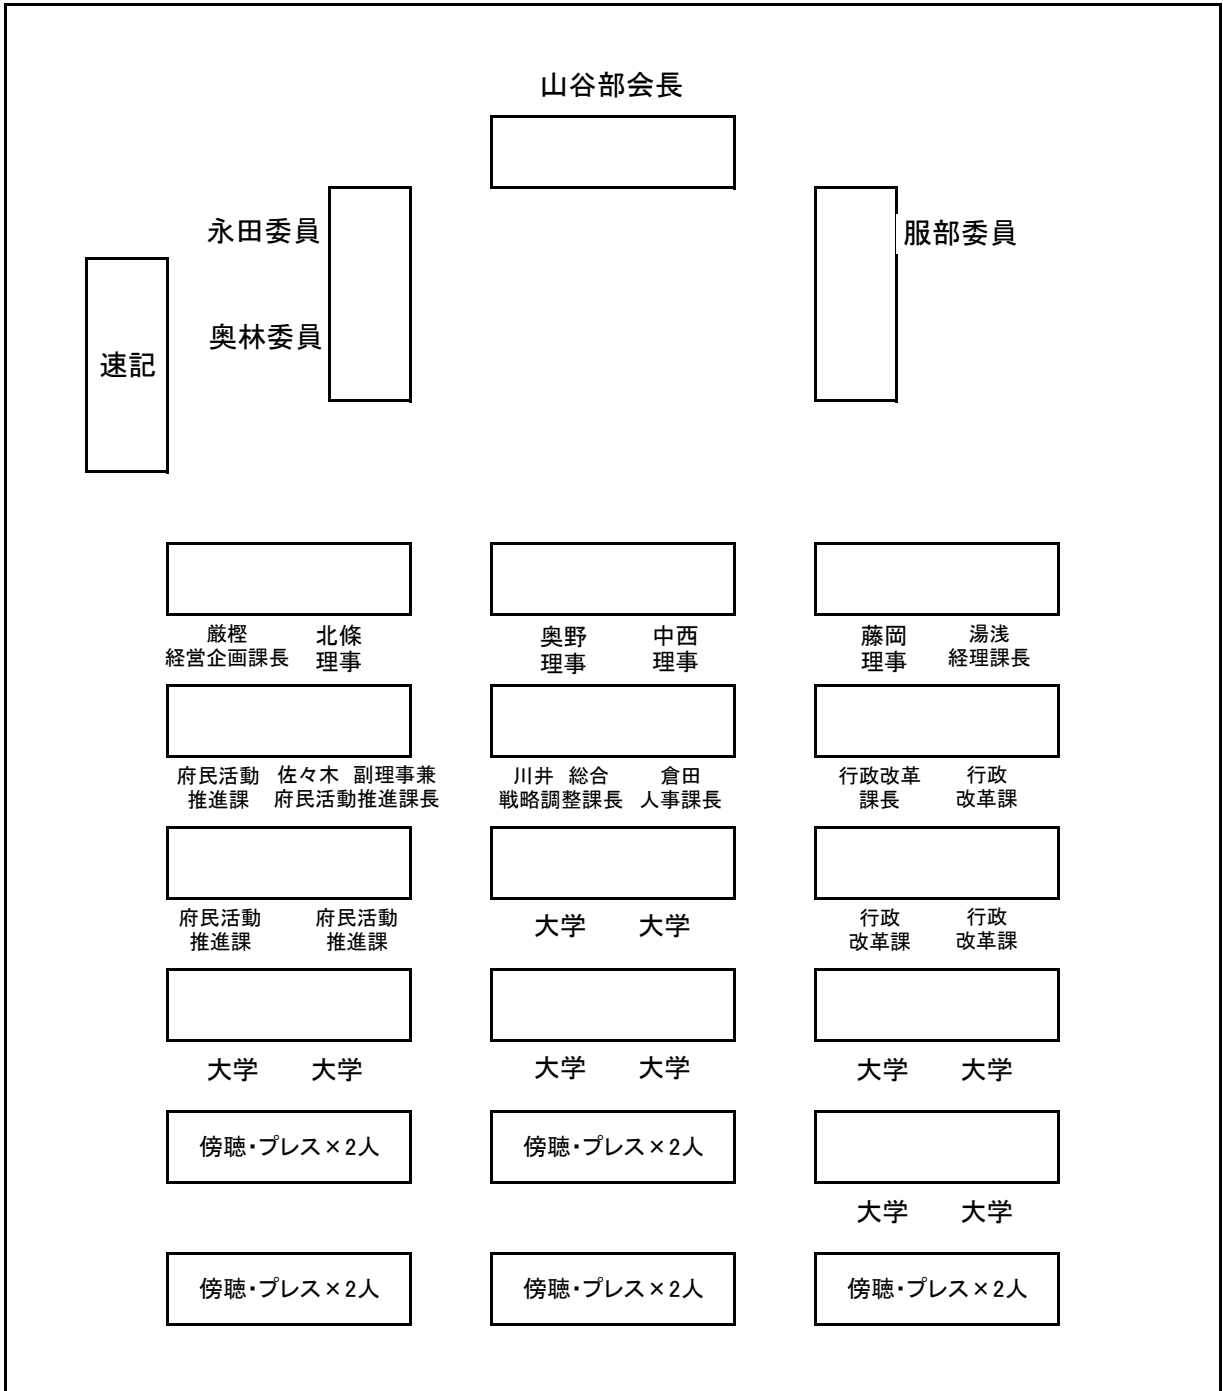 山谷部会長
永田委員
服部委員
奥林委員
速記
厳樫
経営企画課長
北條
理事
奥野
理事
中西
理事
藤岡
理事
湯浅
経理課長
府民活動
推進課
佐々木　副理事兼
府民活動推進課長
川井　総合
戦略調整課長
倉田
人事課長
行政改革
課長
行政
改革課
府民活動
推進課
府民活動
推進課
大学
大学
行政
改革課
行政
改革課
大学
大学
大学
大学
大学
大学
傍聴・プレス×2人
傍聴・プレス×2人
大学
大学
傍聴・プレス×2人
傍聴・プレス×2人
傍聴・プレス×2人